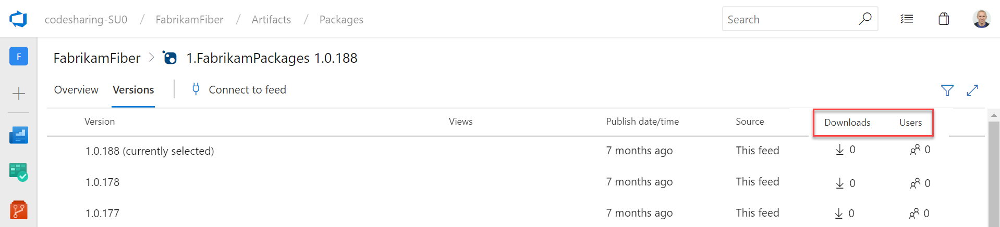 codesharing-SU0 / FabrikamFiber / Artifacts / Packages Search
F FabrikamFiber > 1.FabrikamPackages 1.0.188
Overview Versions Connect to feed
Version Views Publish date/time Source Downloads Users
1.0.188 (currently selected) 7 months ago This feed 0 0
1.0.178 7 months ago This feed 0 0
1.0.177 7 months ago This feed 0 0